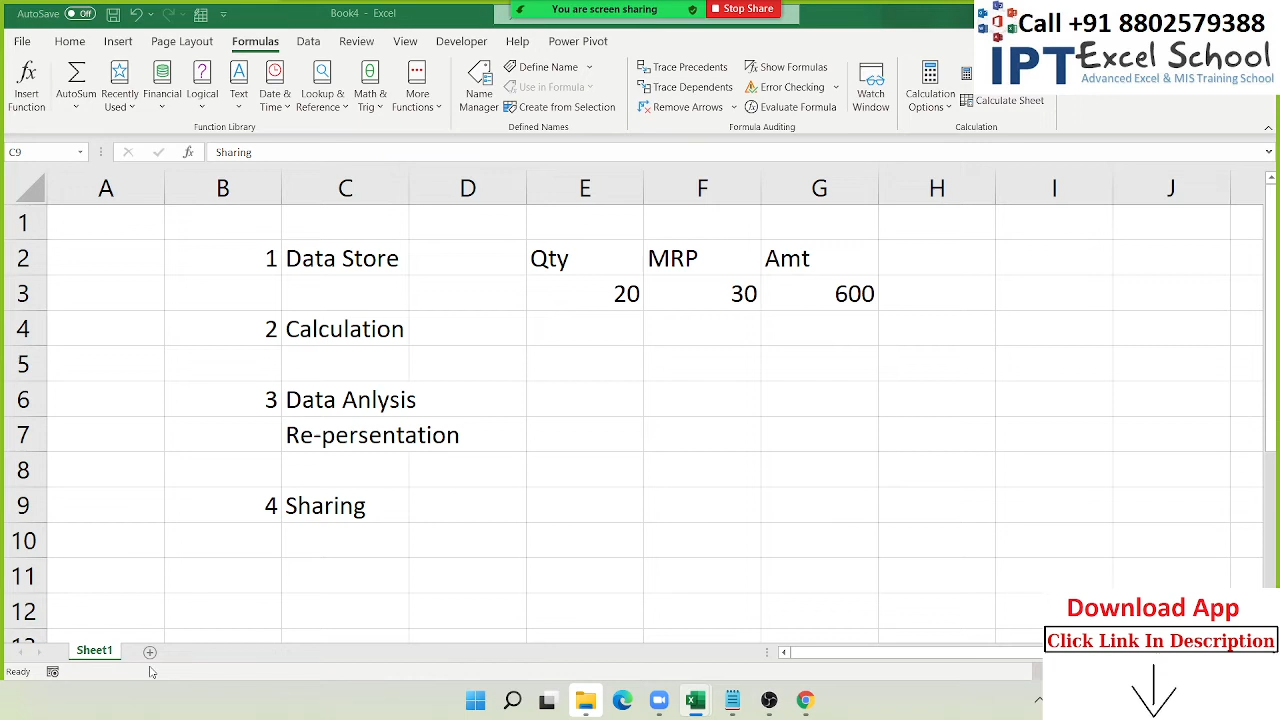 AutoSave Off
Book4 - Excel
You are screen sharing
Stop Share
Call +91 8802579388
IPT Excel School
Advanced Excel & MIS Training School
File Home Insert Page Layout Formulas Data Review View Developer Help Power Pivot
Insert Function
AutoSum
Recently Used
Financial
Logical
Text
Date & Time
Lookup & Reference
Math & Trig
More Functions
Function Library
Name Manager
Define Name
Use in Formula
Create from Selection
Defined Names
Trace Precedents
Trace Dependents
Remove Arrows
Show Formulas
Error Checking
Evaluate Formula
Formula Auditing
Watch Window
Calculation Options
Calculate Sheet
Calculation
C9 fx Sharing
A B C D E F G H I J
1
2 1 Data Store Qty MRP Amt
3 20 30 600
4 2 Calculation
5
6 3 Data Anlysis
7 Re-persentation
8
9 4 Sharing
10
11
12
13
Sheet1
Ready
Download App
Click Link In Description